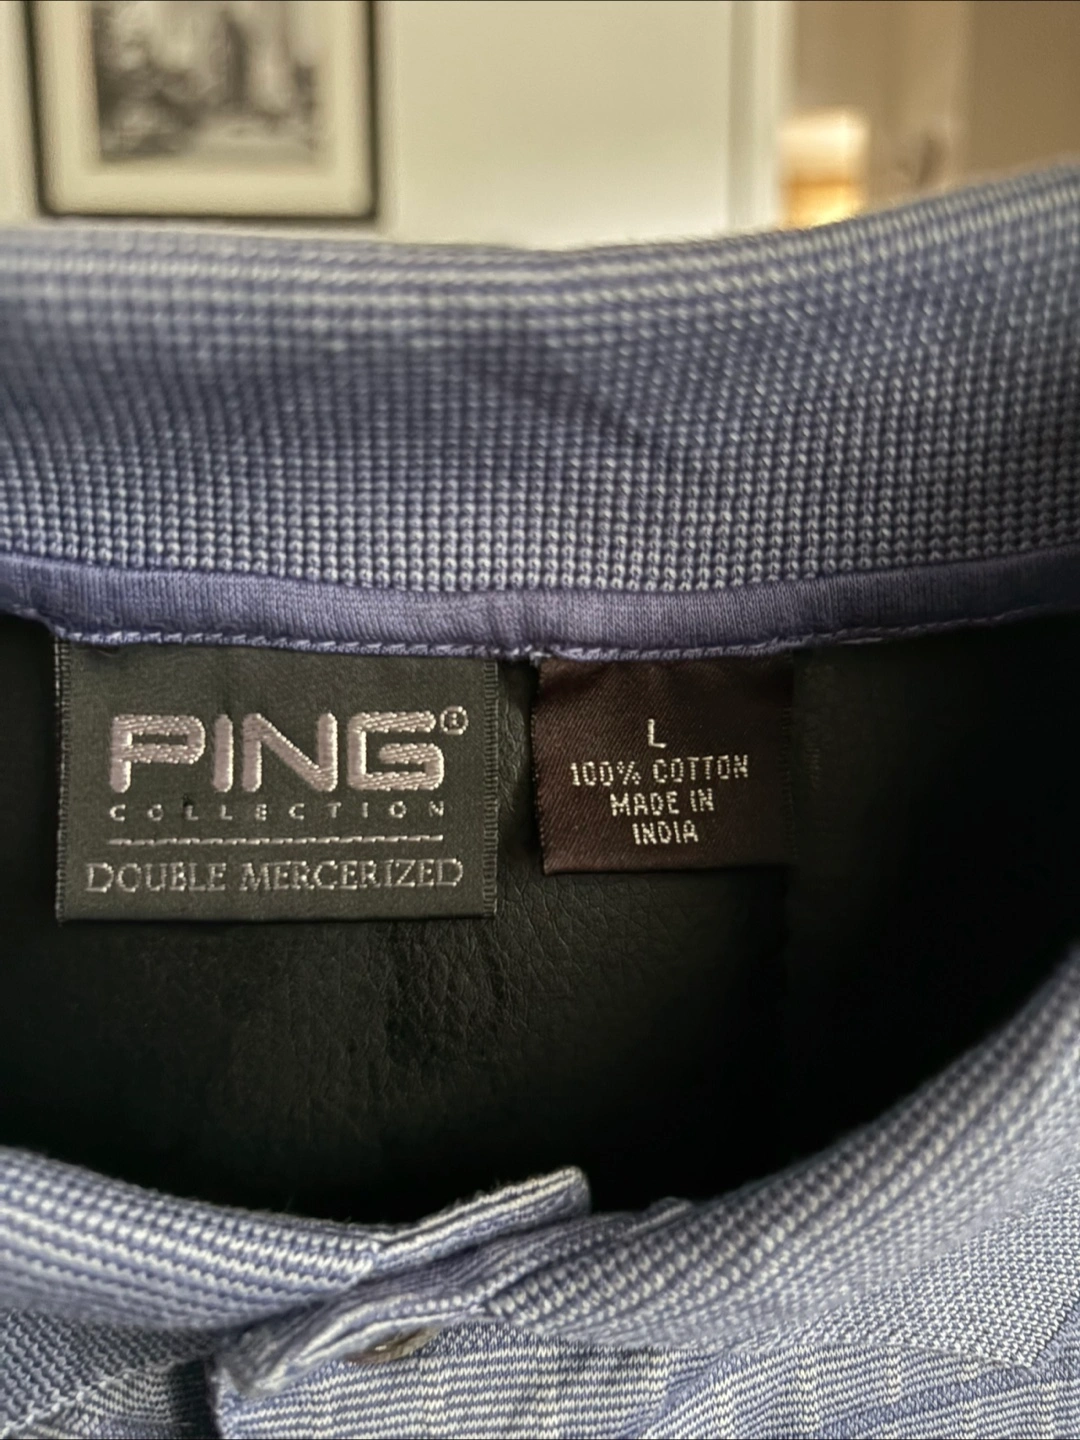 PING®
COLLECTION
DOUBLE MERCERIZED
L
100% COTTON
MADE IN
INDIA